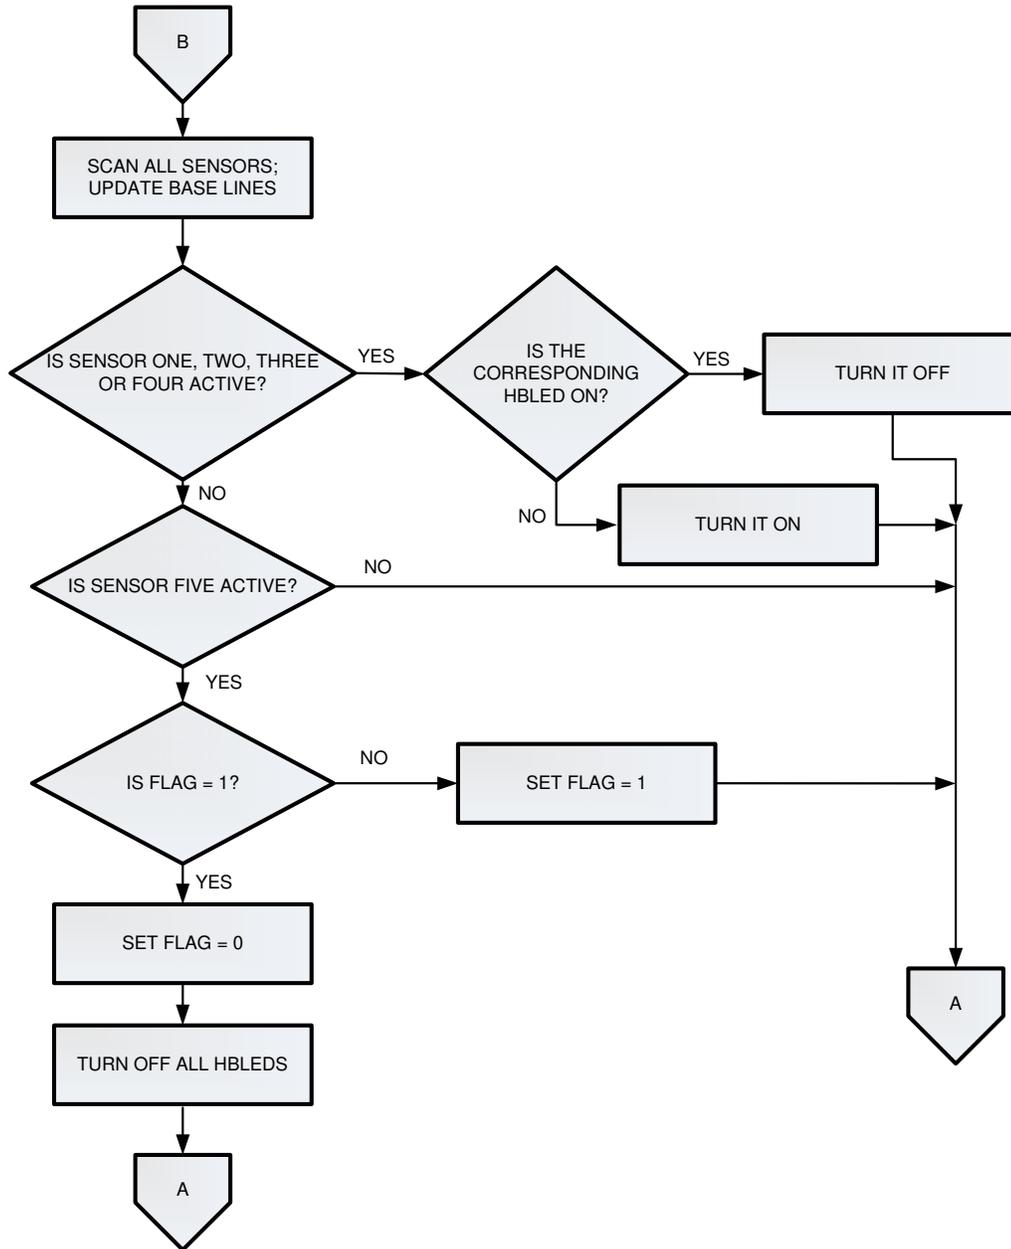 B
SCAN ALL SENSORS;
UPDATE BASE LINES
IS SENSOR ONE, TWO, THREE
OR FOUR ACTIVE?
YES
IS THE
CORRESPONDING
HBLED ON?
YES
TURN IT OFF
NO
NO
TURN IT ON
IS SENSOR FIVE ACTIVE?
NO
YES
IS FLAG = 1?
NO
SET FLAG = 1
YES
SET FLAG = 0
A
TURN OFF ALL HBLEDS
A